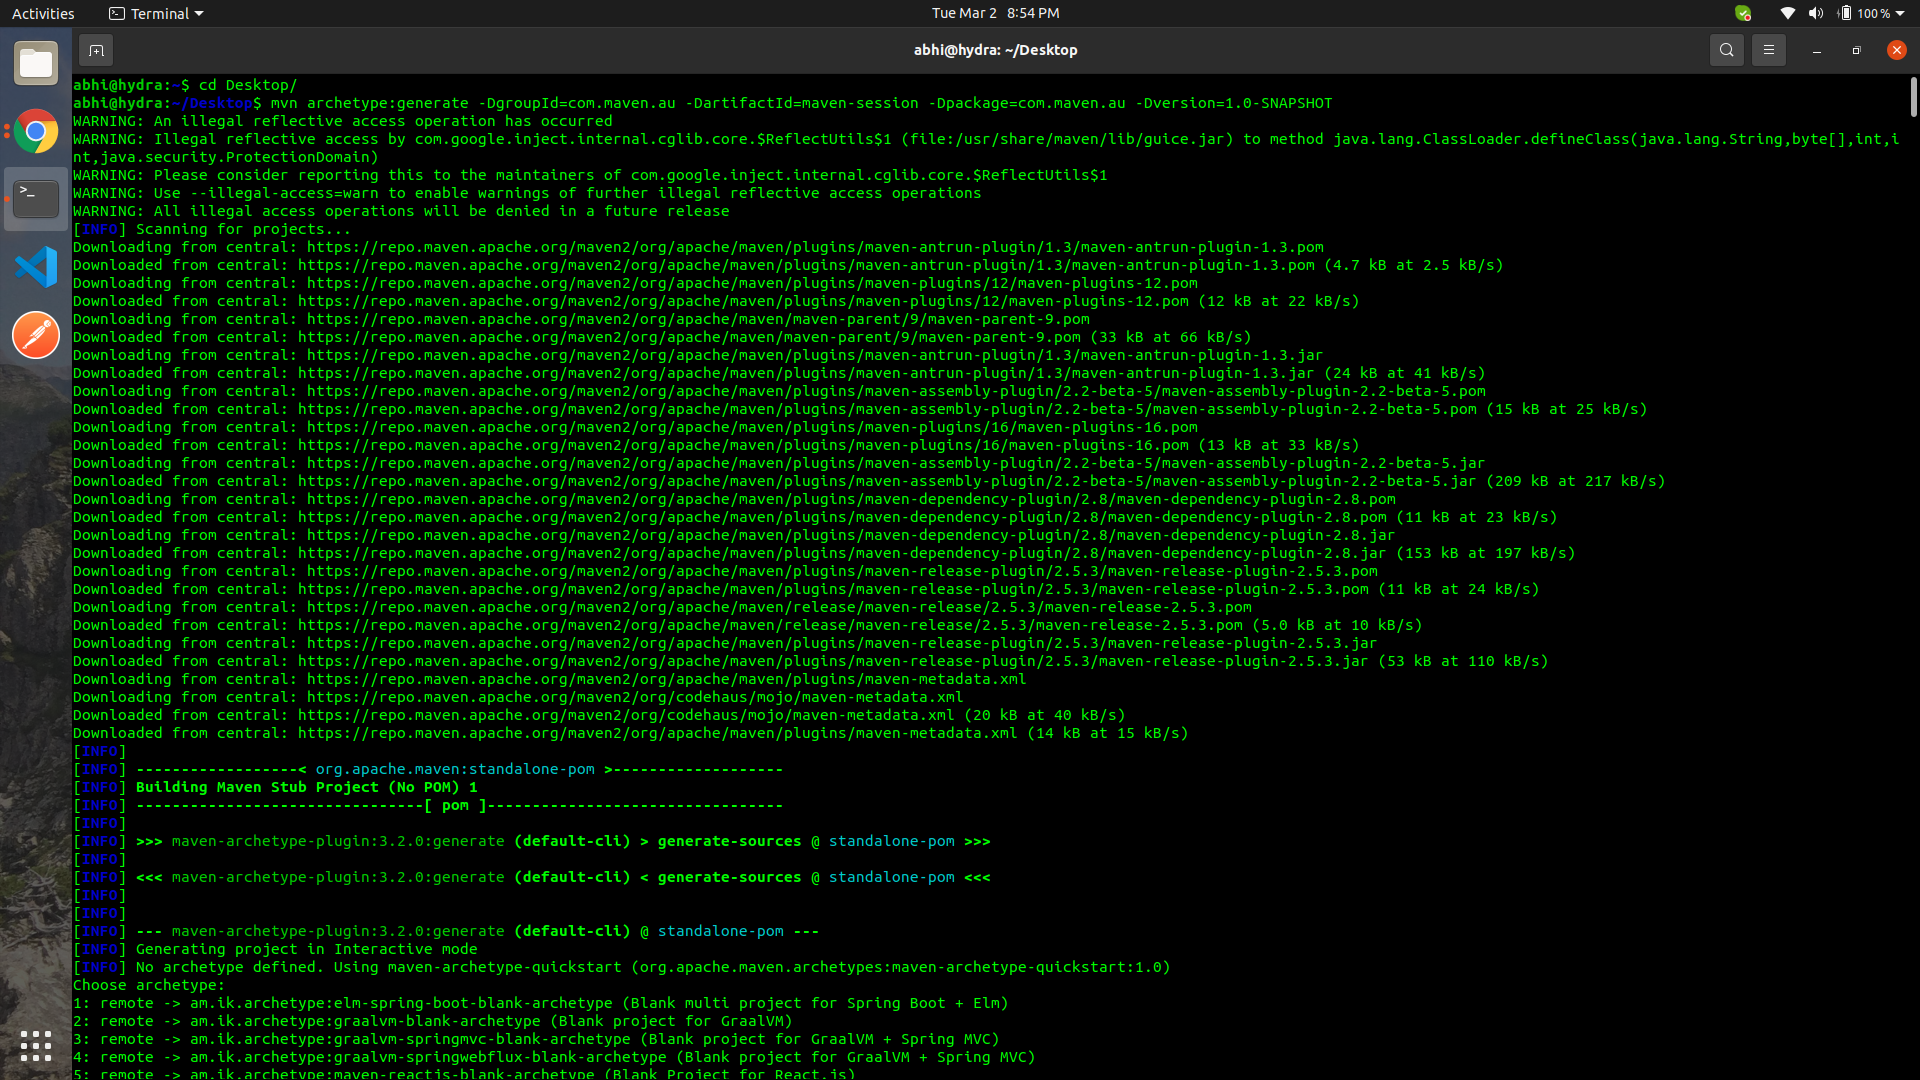 Activities
Terminal
Tue Mar 2 8:54 PM
100 %
abhi@hydra: ~/Desktop
abhi@hydra:~$ cd Desktop/
abhi@hydra:~/Desktop$ mvn archetype:generate -DgroupId=com.maven.au -DartifactId=maven-session -Dpackage=com.maven.au -Dversion=1.0-SNAPSHOT
WARNING: An illegal reflective access operation has occurred
WARNING: Illegal reflective access by com.google.inject.internal.cglib.core.$ReflectUtils$1 (file:/usr/share/maven/lib/guice.jar) to method java.lang.ClassLoader.defineClass(java.lang.String,byte[],int,i
nt,java.security.ProtectionDomain)
WARNING: Please consider reporting this to the maintainers of com.google.inject.internal.cglib.core.$ReflectUtils$1
WARNING: Use --illegal-access=warn to enable warnings of further illegal reflective access operations
WARNING: All illegal access operations will be denied in a future release
[INFO] Scanning for projects...
Downloading from central: https://repo.maven.apache.org/maven2/org/apache/maven/plugins/maven-antrun-plugin/1.3/maven-antrun-plugin-1.3.pom
Downloaded from central: https://repo.maven.apache.org/maven2/org/apache/maven/plugins/maven-antrun-plugin/1.3/maven-antrun-plugin-1.3.pom (4.7 kB at 2.5 kB/s)
Downloading from central: https://repo.maven.apache.org/maven2/org/apache/maven/plugins/maven-plugins/12/maven-plugins-12.pom
Downloaded from central: https://repo.maven.apache.org/maven2/org/apache/maven/plugins/maven-plugins/12/maven-plugins-12.pom (12 kB at 22 kB/s)
Downloading from central: https://repo.maven.apache.org/maven2/org/apache/maven/maven-parent/9/maven-parent-9.pom
Downloaded from central: https://repo.maven.apache.org/maven2/org/apache/maven/maven-parent/9/maven-parent-9.pom (33 kB at 66 kB/s)
Downloading from central: https://repo.maven.apache.org/maven2/org/apache/maven/plugins/maven-antrun-plugin/1.3/maven-antrun-plugin-1.3.jar
Downloaded from central: https://repo.maven.apache.org/maven2/org/apache/maven/plugins/maven-antrun-plugin/1.3/maven-antrun-plugin-1.3.jar (24 kB at 41 kB/s)
Downloading from central: https://repo.maven.apache.org/maven2/org/apache/maven/plugins/maven-assembly-plugin/2.2-beta-5/maven-assembly-plugin-2.2-beta-5.pom
Downloaded from central: https://repo.maven.apache.org/maven2/org/apache/maven/plugins/maven-assembly-plugin/2.2-beta-5/maven-assembly-plugin-2.2-beta-5.pom (15 kB at 25 kB/s)
Downloading from central: https://repo.maven.apache.org/maven2/org/apache/maven/plugins/maven-plugins/16/maven-plugins-16.pom
Downloaded from central: https://repo.maven.apache.org/maven2/org/apache/maven/plugins/maven-plugins/16/maven-plugins-16.pom (13 kB at 33 kB/s)
Downloading from central: https://repo.maven.apache.org/maven2/org/apache/maven/plugins/maven-assembly-plugin/2.2-beta-5/maven-assembly-plugin-2.2-beta-5.jar
Downloaded from central: https://repo.maven.apache.org/maven2/org/apache/maven/plugins/maven-assembly-plugin/2.2-beta-5/maven-assembly-plugin-2.2-beta-5.jar (209 kB at 217 kB/s)
Downloading from central: https://repo.maven.apache.org/maven2/org/apache/maven/plugins/maven-dependency-plugin/2.8/maven-dependency-plugin-2.8.pom
Downloaded from central: https://repo.maven.apache.org/maven2/org/apache/maven/plugins/maven-dependency-plugin/2.8/maven-dependency-plugin-2.8.pom (11 kB at 23 kB/s)
Downloading from central: https://repo.maven.apache.org/maven2/org/apache/maven/plugins/maven-dependency-plugin/2.8/maven-dependency-plugin-2.8.jar
Downloaded from central: https://repo.maven.apache.org/maven2/org/apache/maven/plugins/maven-dependency-plugin/2.8/maven-dependency-plugin-2.8.jar (153 kB at 197 kB/s)
Downloading from central: https://repo.maven.apache.org/maven2/org/apache/maven/plugins/maven-release-plugin/2.5.3/maven-release-plugin-2.5.3.pom
Downloaded from central: https://repo.maven.apache.org/maven2/org/apache/maven/plugins/maven-release-plugin/2.5.3/maven-release-plugin-2.5.3.pom (11 kB at 24 kB/s)
Downloading from central: https://repo.maven.apache.org/maven2/org/apache/maven/release/maven-release/2.5.3/maven-release-2.5.3.pom
Downloaded from central: https://repo.maven.apache.org/maven2/org/apache/maven/release/maven-release/2.5.3/maven-release-2.5.3.pom (5.0 kB at 10 kB/s)
Downloading from central: https://repo.maven.apache.org/maven2/org/apache/maven/plugins/maven-release-plugin/2.5.3/maven-release-plugin-2.5.3.jar
Downloaded from central: https://repo.maven.apache.org/maven2/org/apache/maven/plugins/maven-release-plugin/2.5.3/maven-release-plugin-2.5.3.jar (53 kB at 110 kB/s)
Downloading from central: https://repo.maven.apache.org/maven2/org/apache/maven/plugins/maven-metadata.xml
Downloading from central: https://repo.maven.apache.org/maven2/org/codehaus/mojo/maven-metadata.xml
Downloaded from central: https://repo.maven.apache.org/maven2/org/codehaus/mojo/maven-metadata.xml (20 kB at 40 kB/s)
Downloaded from central: https://repo.maven.apache.org/maven2/org/apache/maven/plugins/maven-metadata.xml (14 kB at 15 kB/s)
[INFO]
[INFO] ------------------< org.apache.maven:standalone-pom >-------------------
[INFO] Building Maven Stub Project (No POM) 1
[INFO] --------------------------------[ pom ]---------------------------------
[INFO]
[INFO] >>> maven-archetype-plugin:3.2.0:generate (default-cli) > generate-sources @ standalone-pom >>>
[INFO]
[INFO] <<< maven-archetype-plugin:3.2.0:generate (default-cli) < generate-sources @ standalone-pom <<<
[INFO]
[INFO]
[INFO] --- maven-archetype-plugin:3.2.0:generate (default-cli) @ standalone-pom ---
[INFO] Generating project in Interactive mode
[INFO] No archetype defined. Using maven-archetype-quickstart (org.apache.maven.archetypes:maven-archetype-quickstart:1.0)
Choose archetype:
1: remote -> am.ik.archetype:elm-spring-boot-blank-archetype (Blank multi project for Spring Boot + Elm)
2: remote -> am.ik.archetype:graalvm-blank-archetype (Blank project for GraalVM)
3: remote -> am.ik.archetype:graalvm-springmvc-blank-archetype (Blank project for GraalVM + Spring MVC)
4: remote -> am.ik.archetype:graalvm-springwebflux-blank-archetype (Blank project for GraalVM + Spring MVC)
5: remote -> am.ik.archetype:maven-reactjs-blank-archetype (Blank Project for React.js)